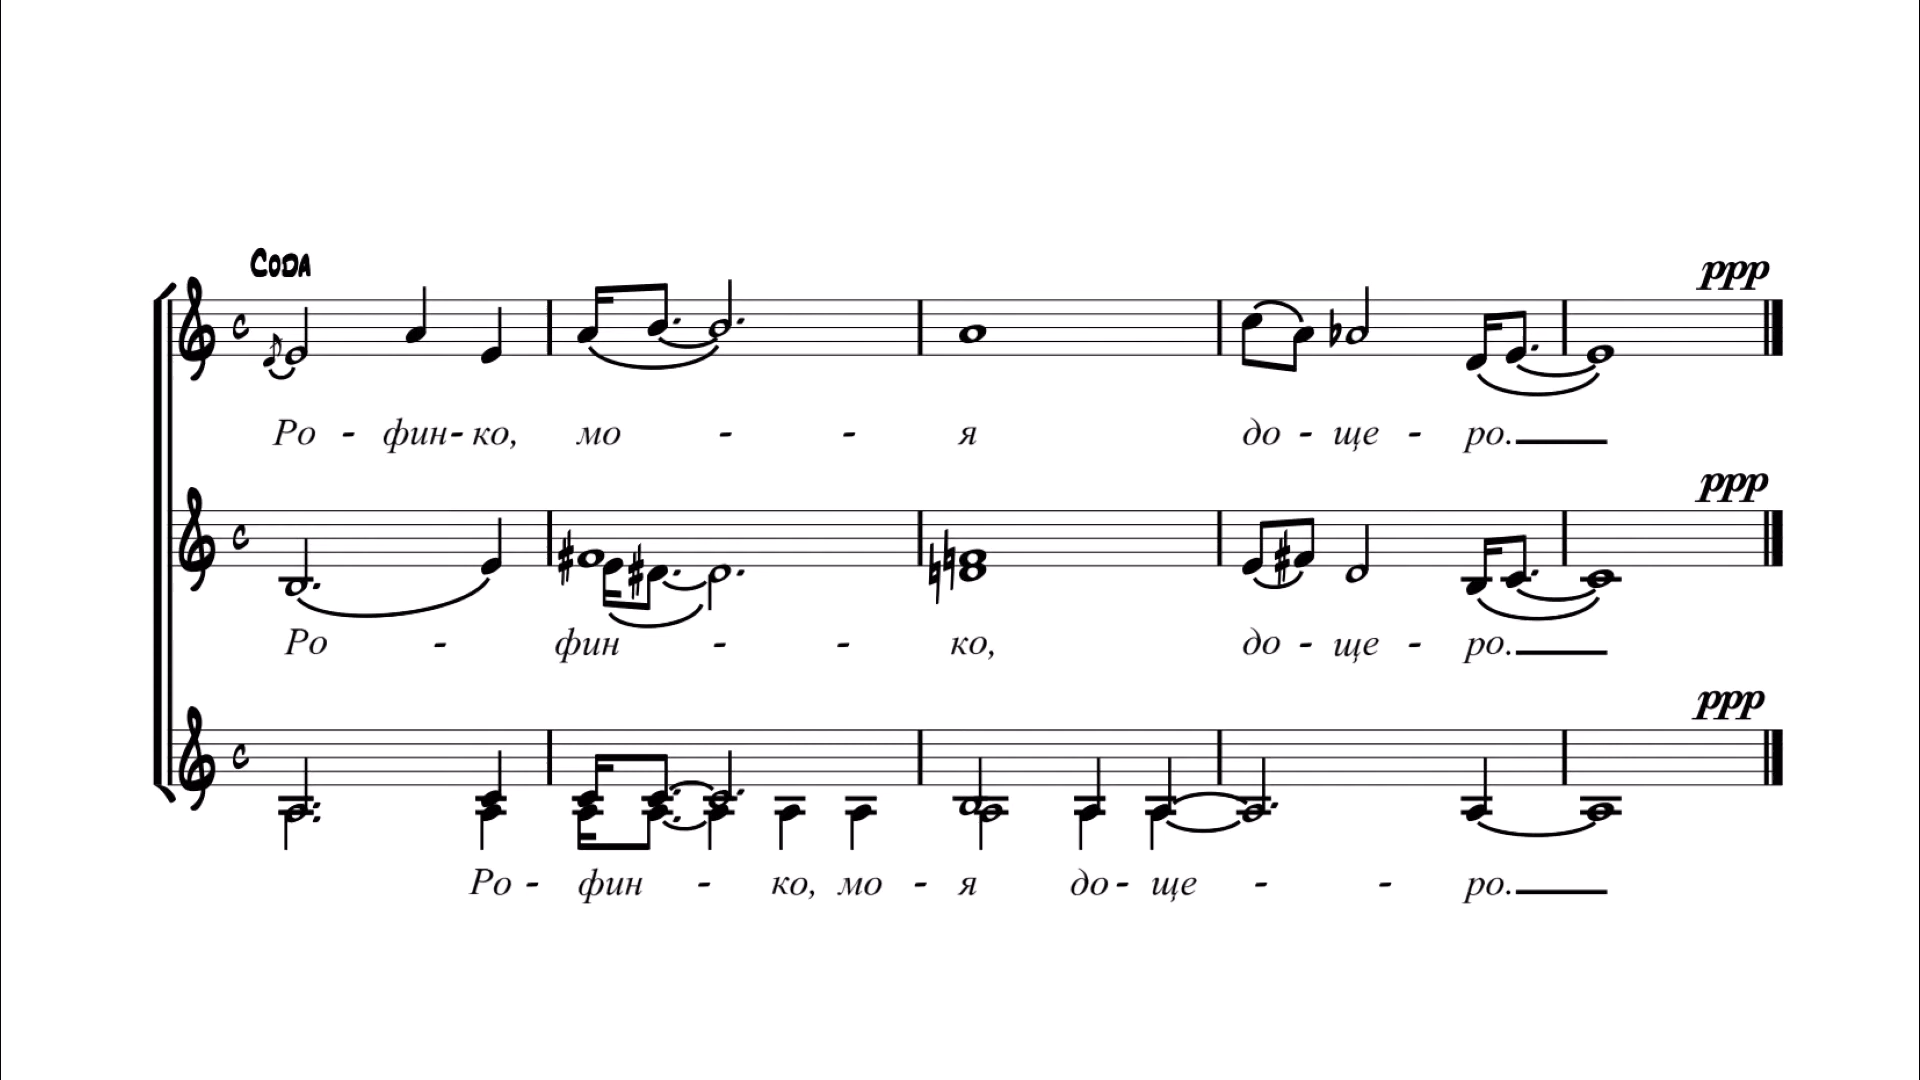 CODA
ppp
Ро - фин- ко, мо - - я до - ще - ро.
ppp
Ро - фин - - ко, до - ще - ро.
ppp
Ро - фин - ко, мо - я до - ще - - ро.